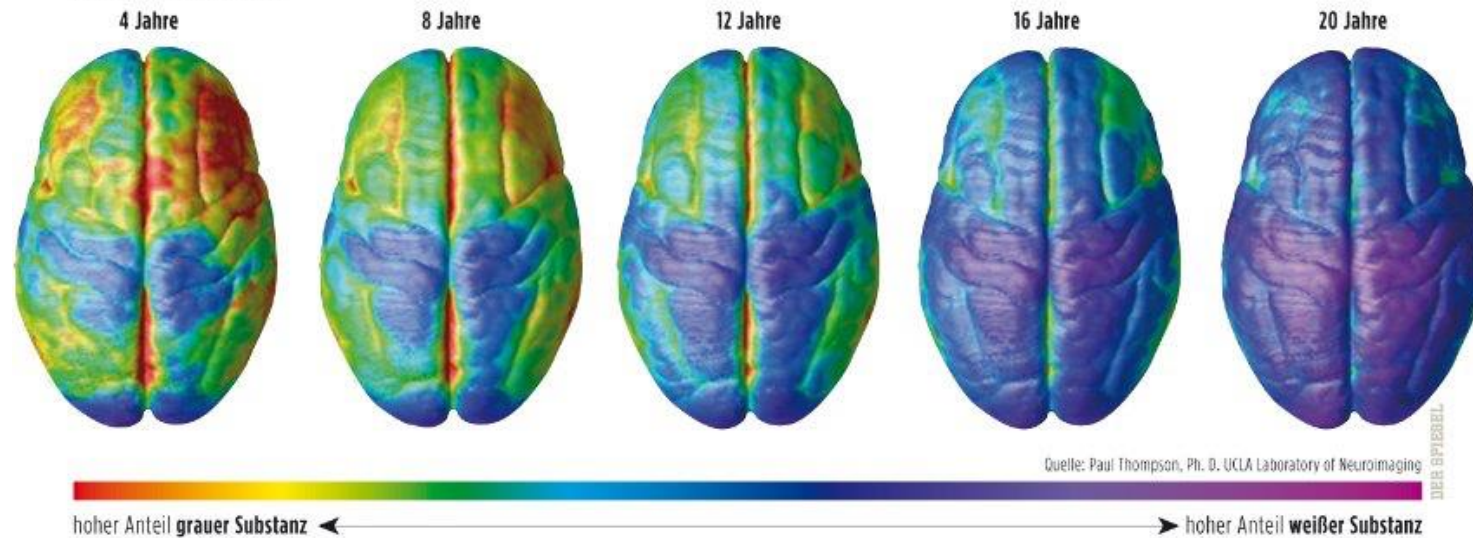 4 Jahre
8 Jahre
12 Jahre
16 Jahre
20 Jahre
Quelle: Paul Thompson, Ph. D. UCLA Laboratory of Neuroimaging
DER SPIEGEL
hoher Anteil grauer Substanz
hoher Anteil weißer Substanz